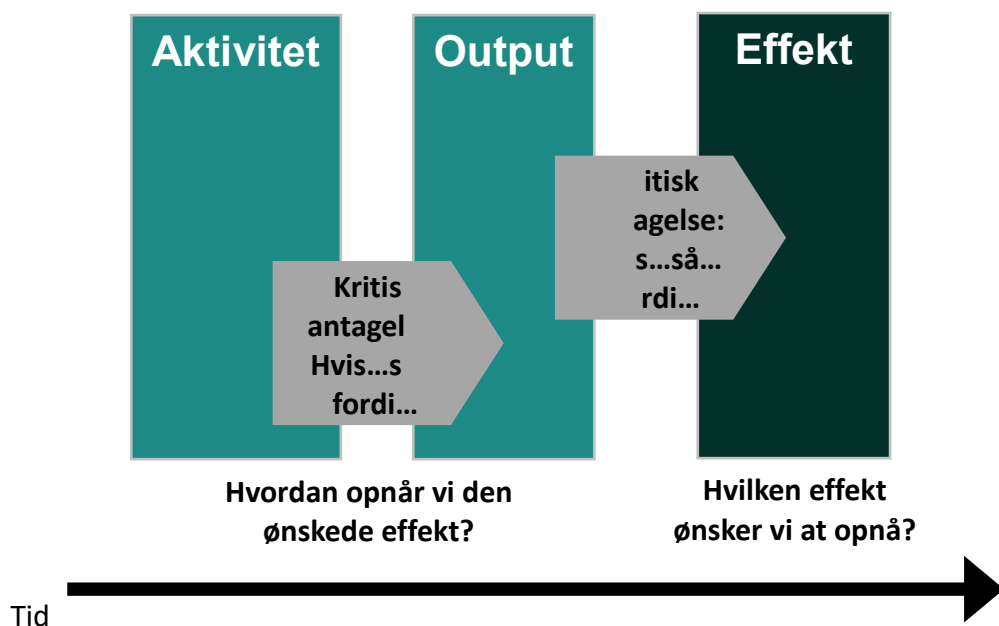 Aktivitet
Output
Effekt
Kritis
antagel
Hvis...s
fordi...
itisk
agelse:
s...så...
rdi...
Hvordan opnår vi den
ønskede effekt?
Hvilken effekt
ønsker vi at opnå?
Tid